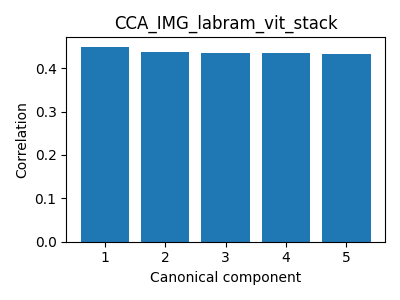 CCA_IMG_labram_vit_stack
Correlation
0.4
0.3
0.2
0.1
0.0
1 2 3 4 5
Canonical component